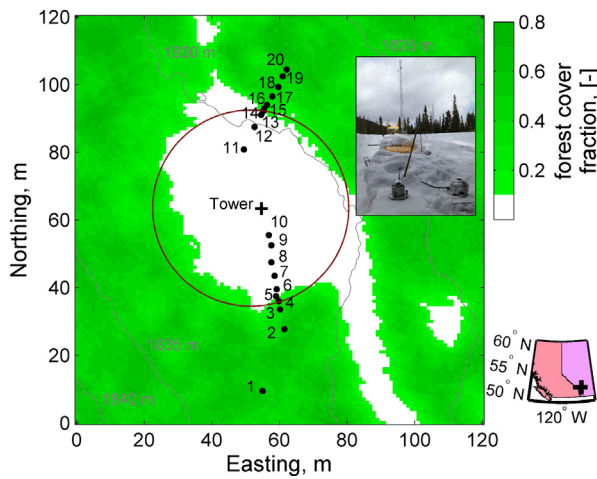 120
100
80
60
40
20
0
Northing, m
0 20 40 60 80 100 120
Easting, m
1830 m
1825 m
1835 m
1840 m
20
19
18
17
16
15
14
13
12
11
Tower
10
9
8
7
6
5
4
3
2
1
0.8
0.6
0.4
0.2
forest cover
fraction, [-]
60° N
55° N
50° N
120° W